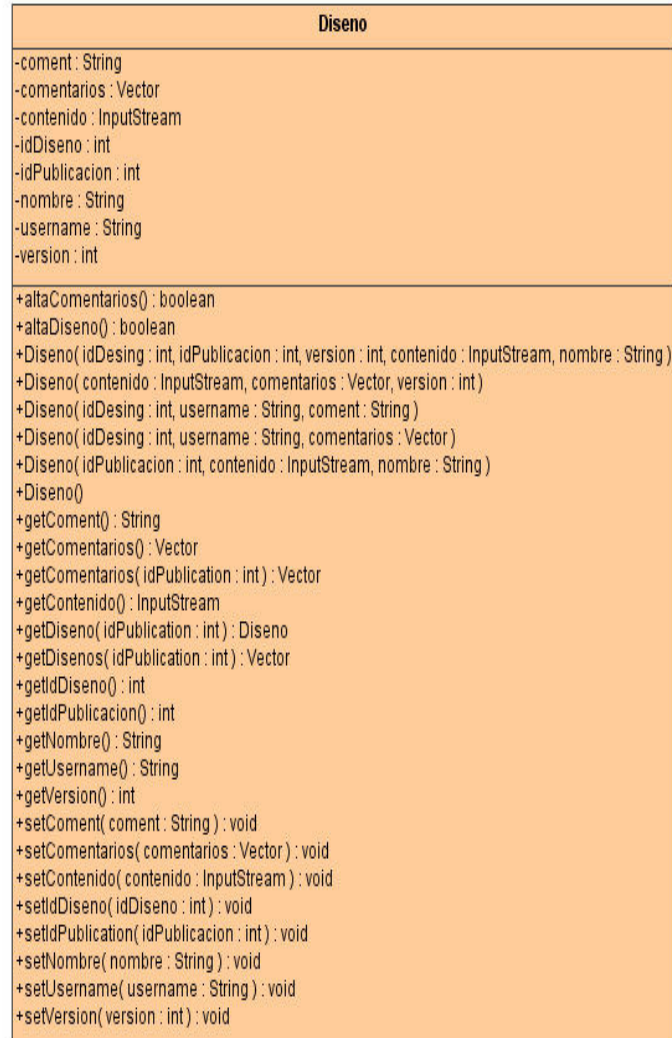 Diseno
-coment : String
-comentarios : Vector
-contenido : InputStream
-idDiseno : int
-idPublicacion : int
-nombre : String
-username : String
-version : int
+altaComentarios() : boolean
+altaDiseno() : boolean
+Diseno( idDesing : int, idPublicacion : int, version : int, contenido : InputStream, nombre : String )
+Diseno( contenido : InputStream, comentarios : Vector, version : int )
+Diseno( idDesing : int, username : String, coment : String )
+Diseno( idDesing : int, username : String, comentarios : Vector )
+Diseno( idPublicacion : int, contenido : InputStream, nombre : String )
+Diseno()
+getComent() : String
+getComentarios() : Vector
+getComentarios( idPublication : int ) : Vector
+getContenido() : InputStream
+getDiseno( idPublication : int ) : Diseno
+getDisenos( idPublication : int ) : Vector
+getIdDiseno() : int
+getIdPublicacion() : int
+getNombre() : String
+getUsername() : String
+getVersion() : int
+setComent( coment : String ) : void
+setComentarios( comentarios : Vector ) : void
+setContenido( contenido : InputStream ) : void
+setIdDiseno( idDiseno : int ) : void
+setIdPublication( idPublicacion : int ) : void
+setNombre( nombre : String ) : void
+setUsername( username : String ) : void
+setVersion( version : int ) : void